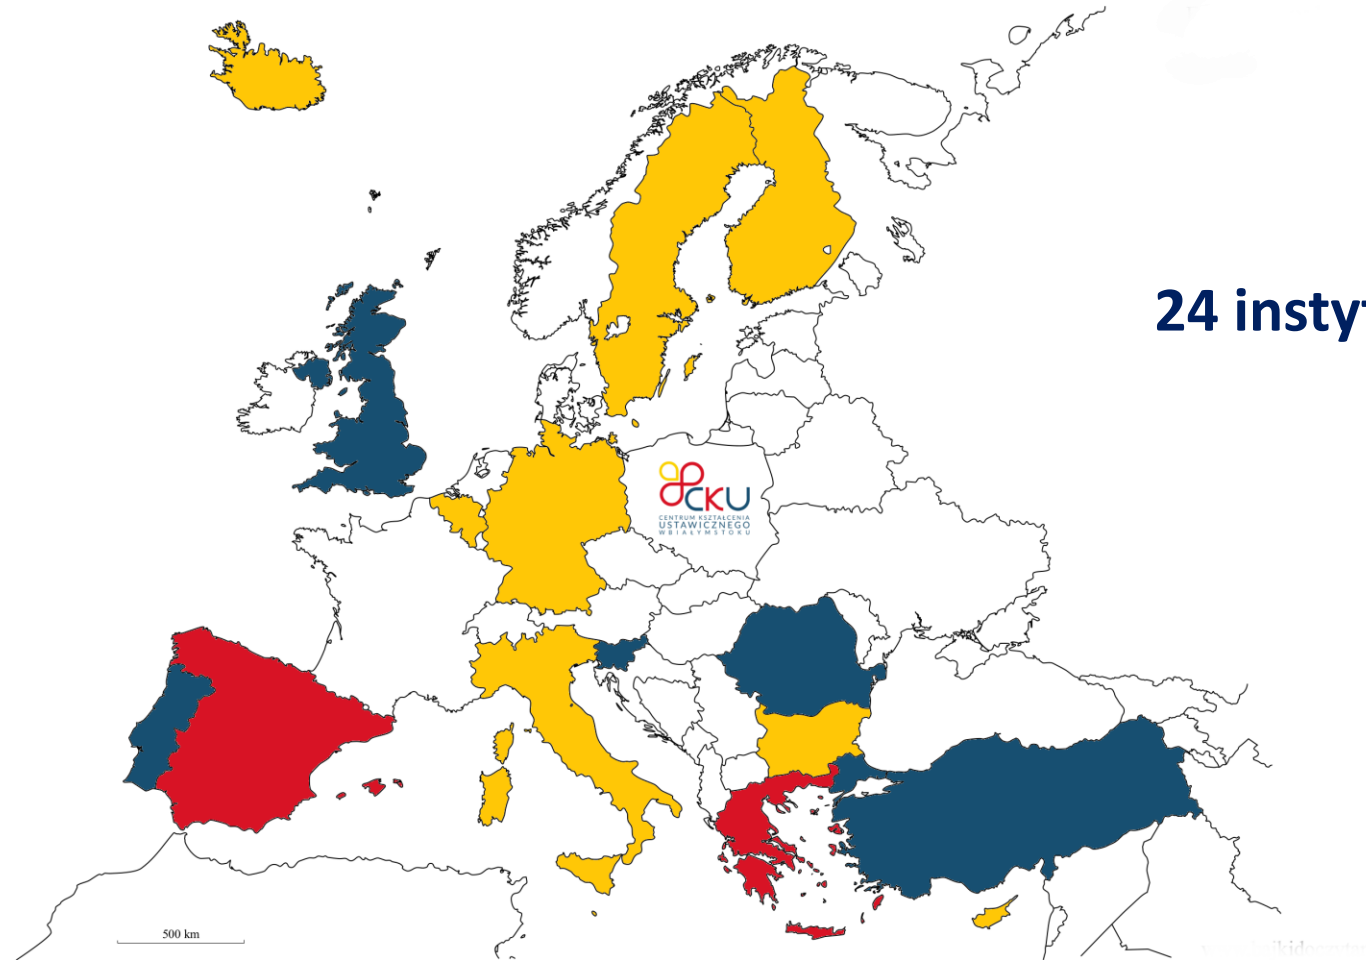 24 insty
CKU
CENTRUM KSZTAŁCENIA
USTAWICZNEGO
W BIAŁYMSTOKU
500 km